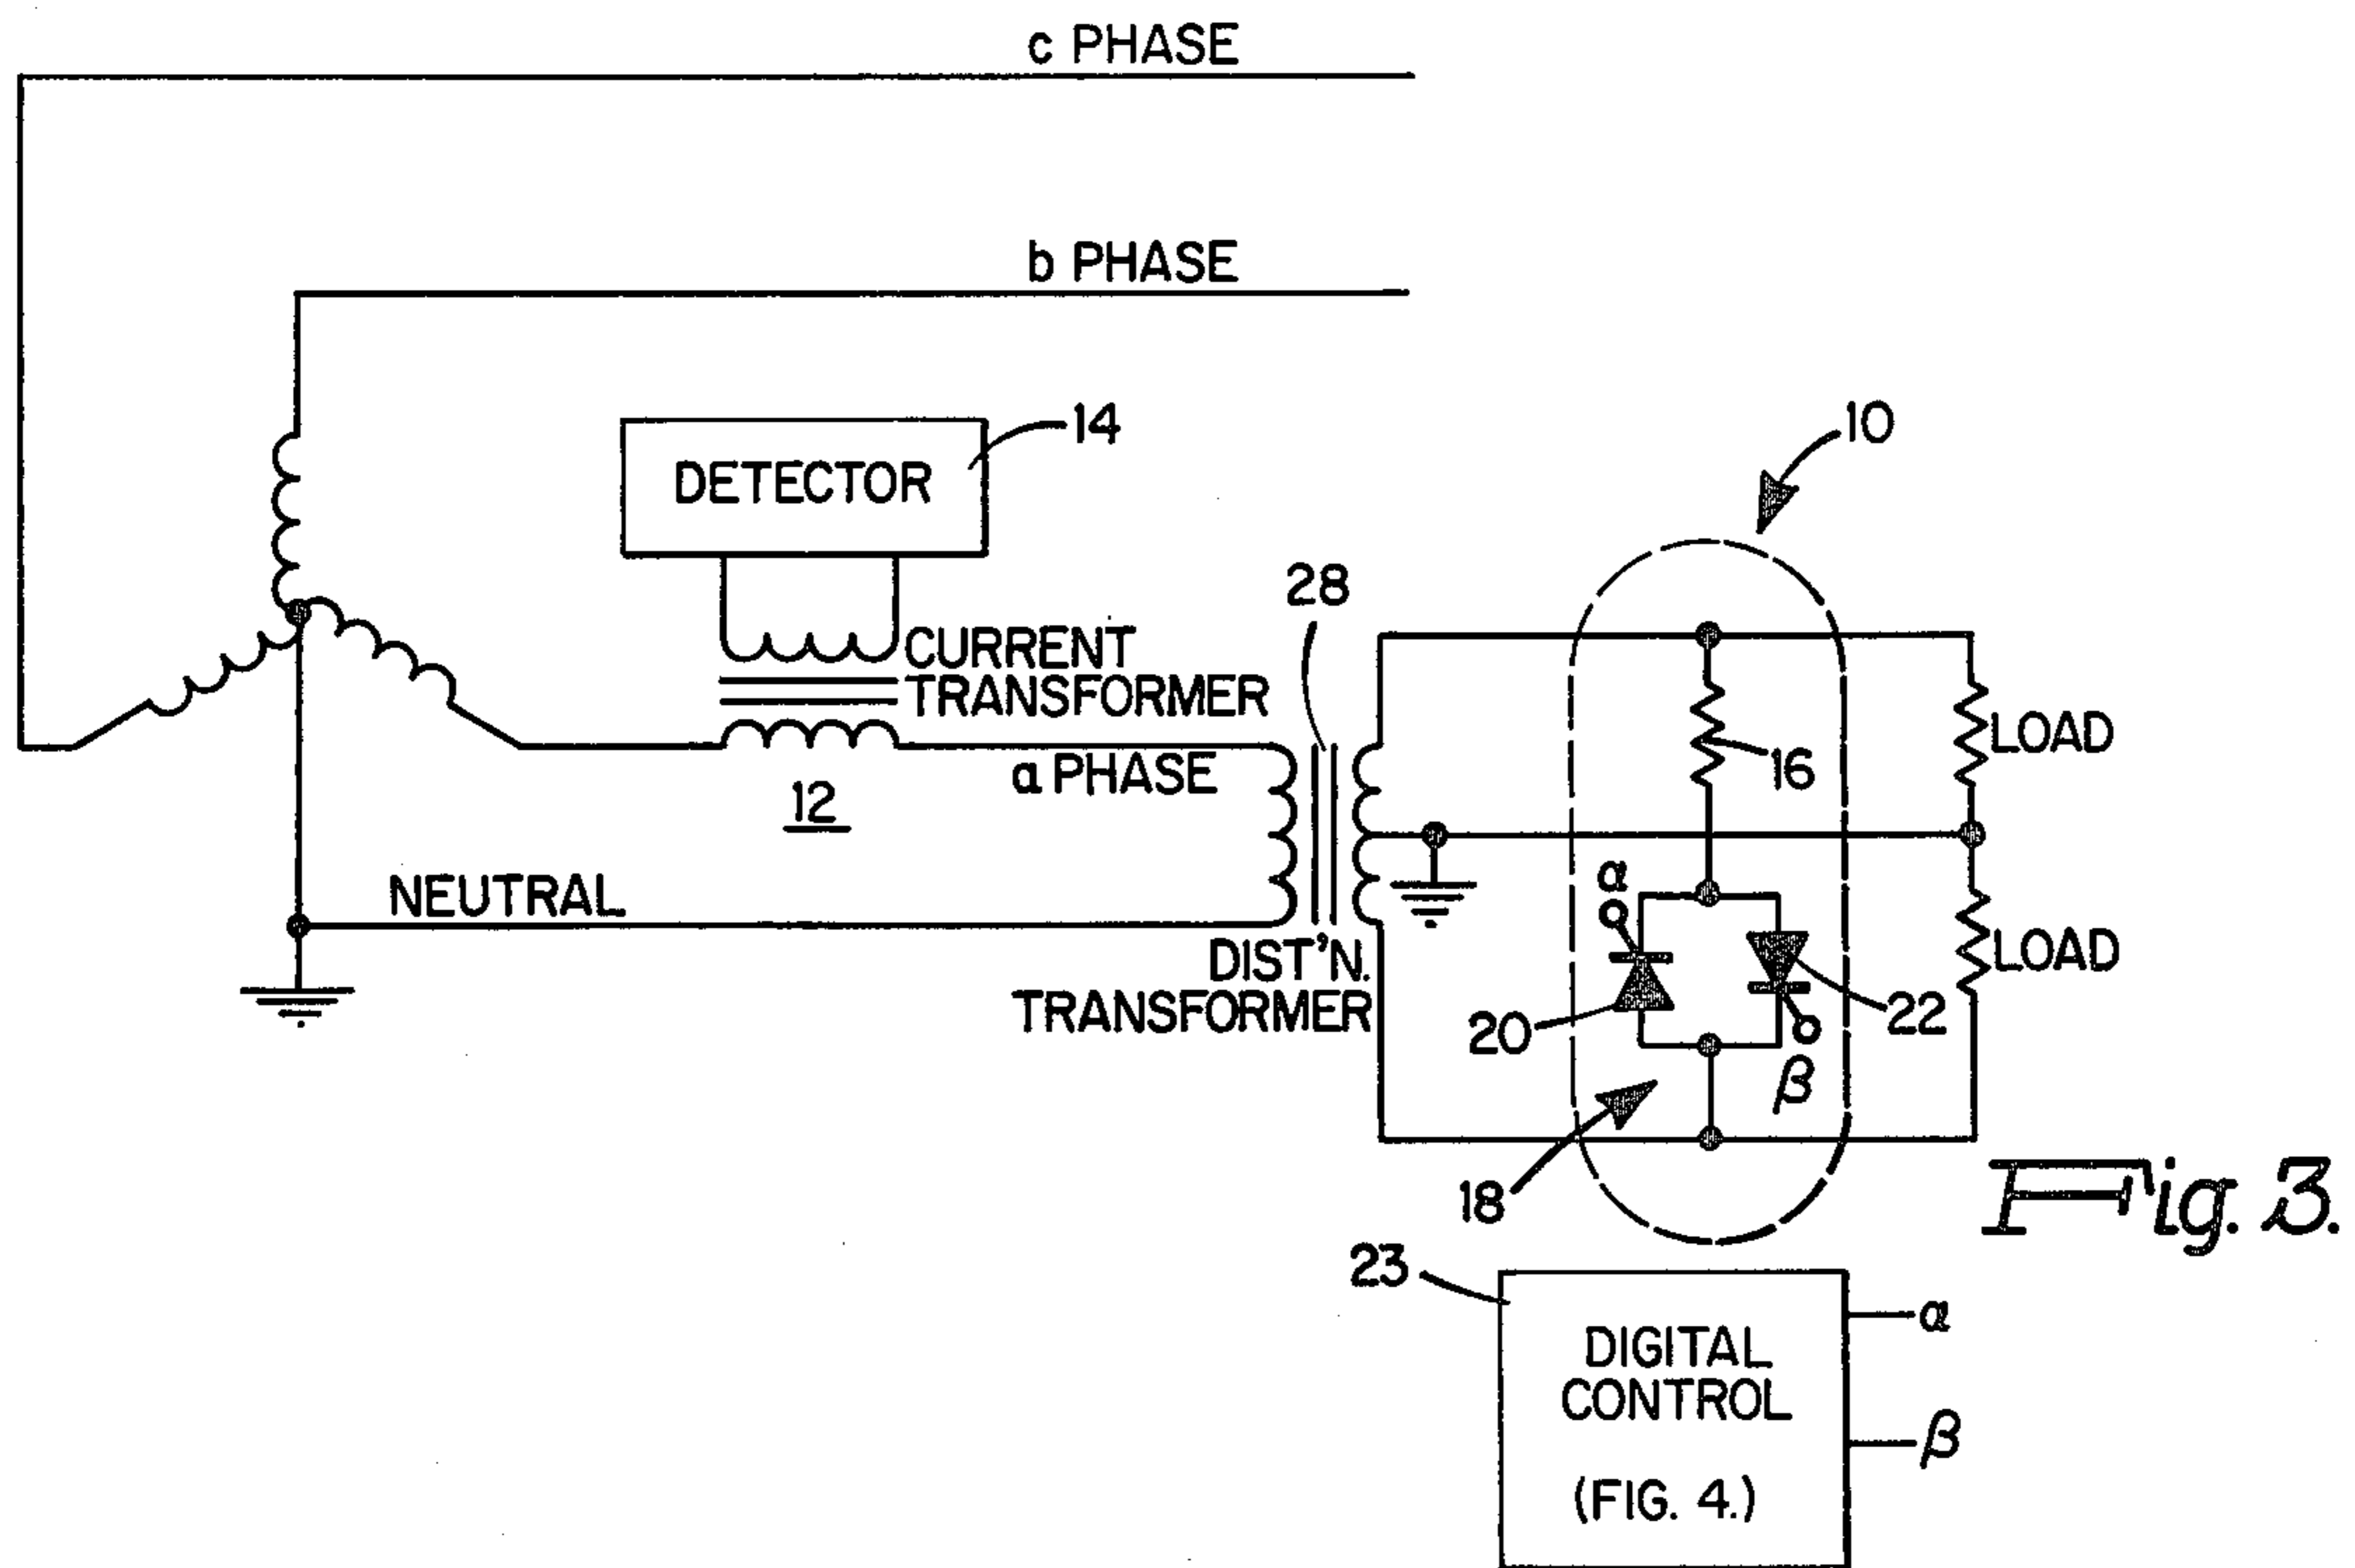 c PHASE
b PHASE
14
DETECTOR
10
28
CURRENT
TRANSFORMER
LOAD
16
a PHASE
12
α
NEUTRAL
DIST'N.
TRANSFORMER
LOAD
20
22
β
18
Fig. 3.
23
α
DIGITAL
CONTROL
β
(FIG. 4.)